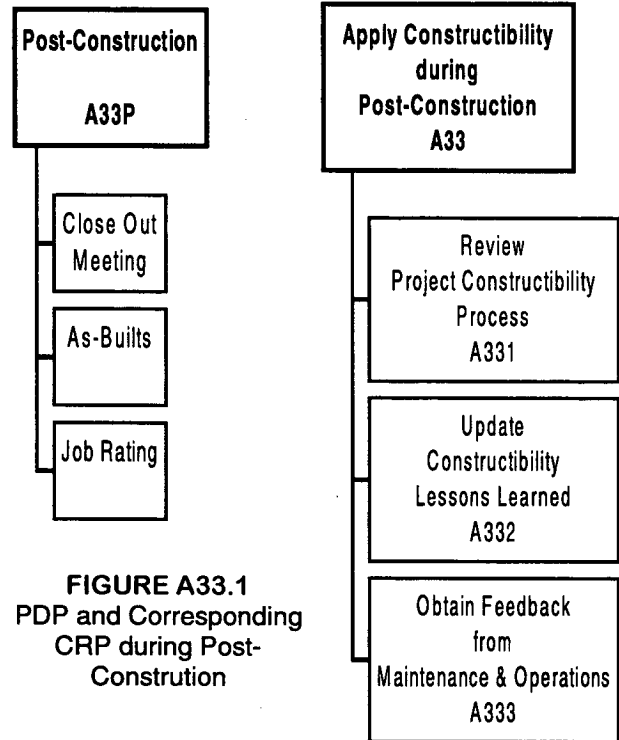 Post-Construction
A33P
Close Out
Meeting
As-Builts
Job Rating
FIGURE A33.1
PDP and Corresponding
CRP during Post-
Constrution
Apply Constructibility
during
Post-Construction
A33
Review
Project Constructibility
Process
A331
Update
Constructibility
Lessons Learned
A332
Obtain Feedback
from
Maintenance & Operations
A333